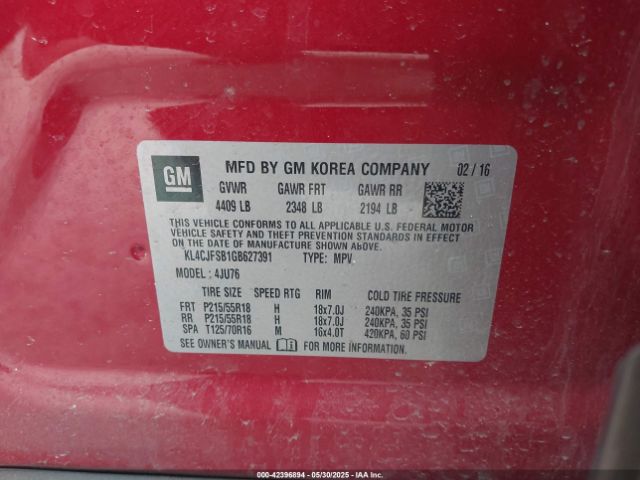 GM
MFD BY GM KOREA COMPANY 02/16
GVWR GAWR FRT GAWR RR
4409 LB 2348 LB 2194 LB
THIS VEHICLE CONFORMS TO ALL APPLICABLE U.S. FEDERAL MOTOR
VEHICLE SAFETY AND THEFT PREVENTION STANDARDS IN EFFECT ON
THE DATE OF MANUFACTURE SHOWN ABOVE.
KL4CJFSB1GB627391 TYPE: MPV
MODEL: 4JU76
TIRE SIZE SPEED RTG RIM COLD TIRE PRESSURE
FRT P215/55R18 H 18x7.0J 240KPA, 35 PSI
RR P215/55R18 H 18x7.0J 240KPA, 35 PSI
SPA T125/70R16 M 16x4.0T 420KPA, 60 PSI
SEE OWNER'S MANUAL FOR MORE INFORMATION.
000-42396894 - 05/30/2025 - COPYRIGHT IAA, LLC.